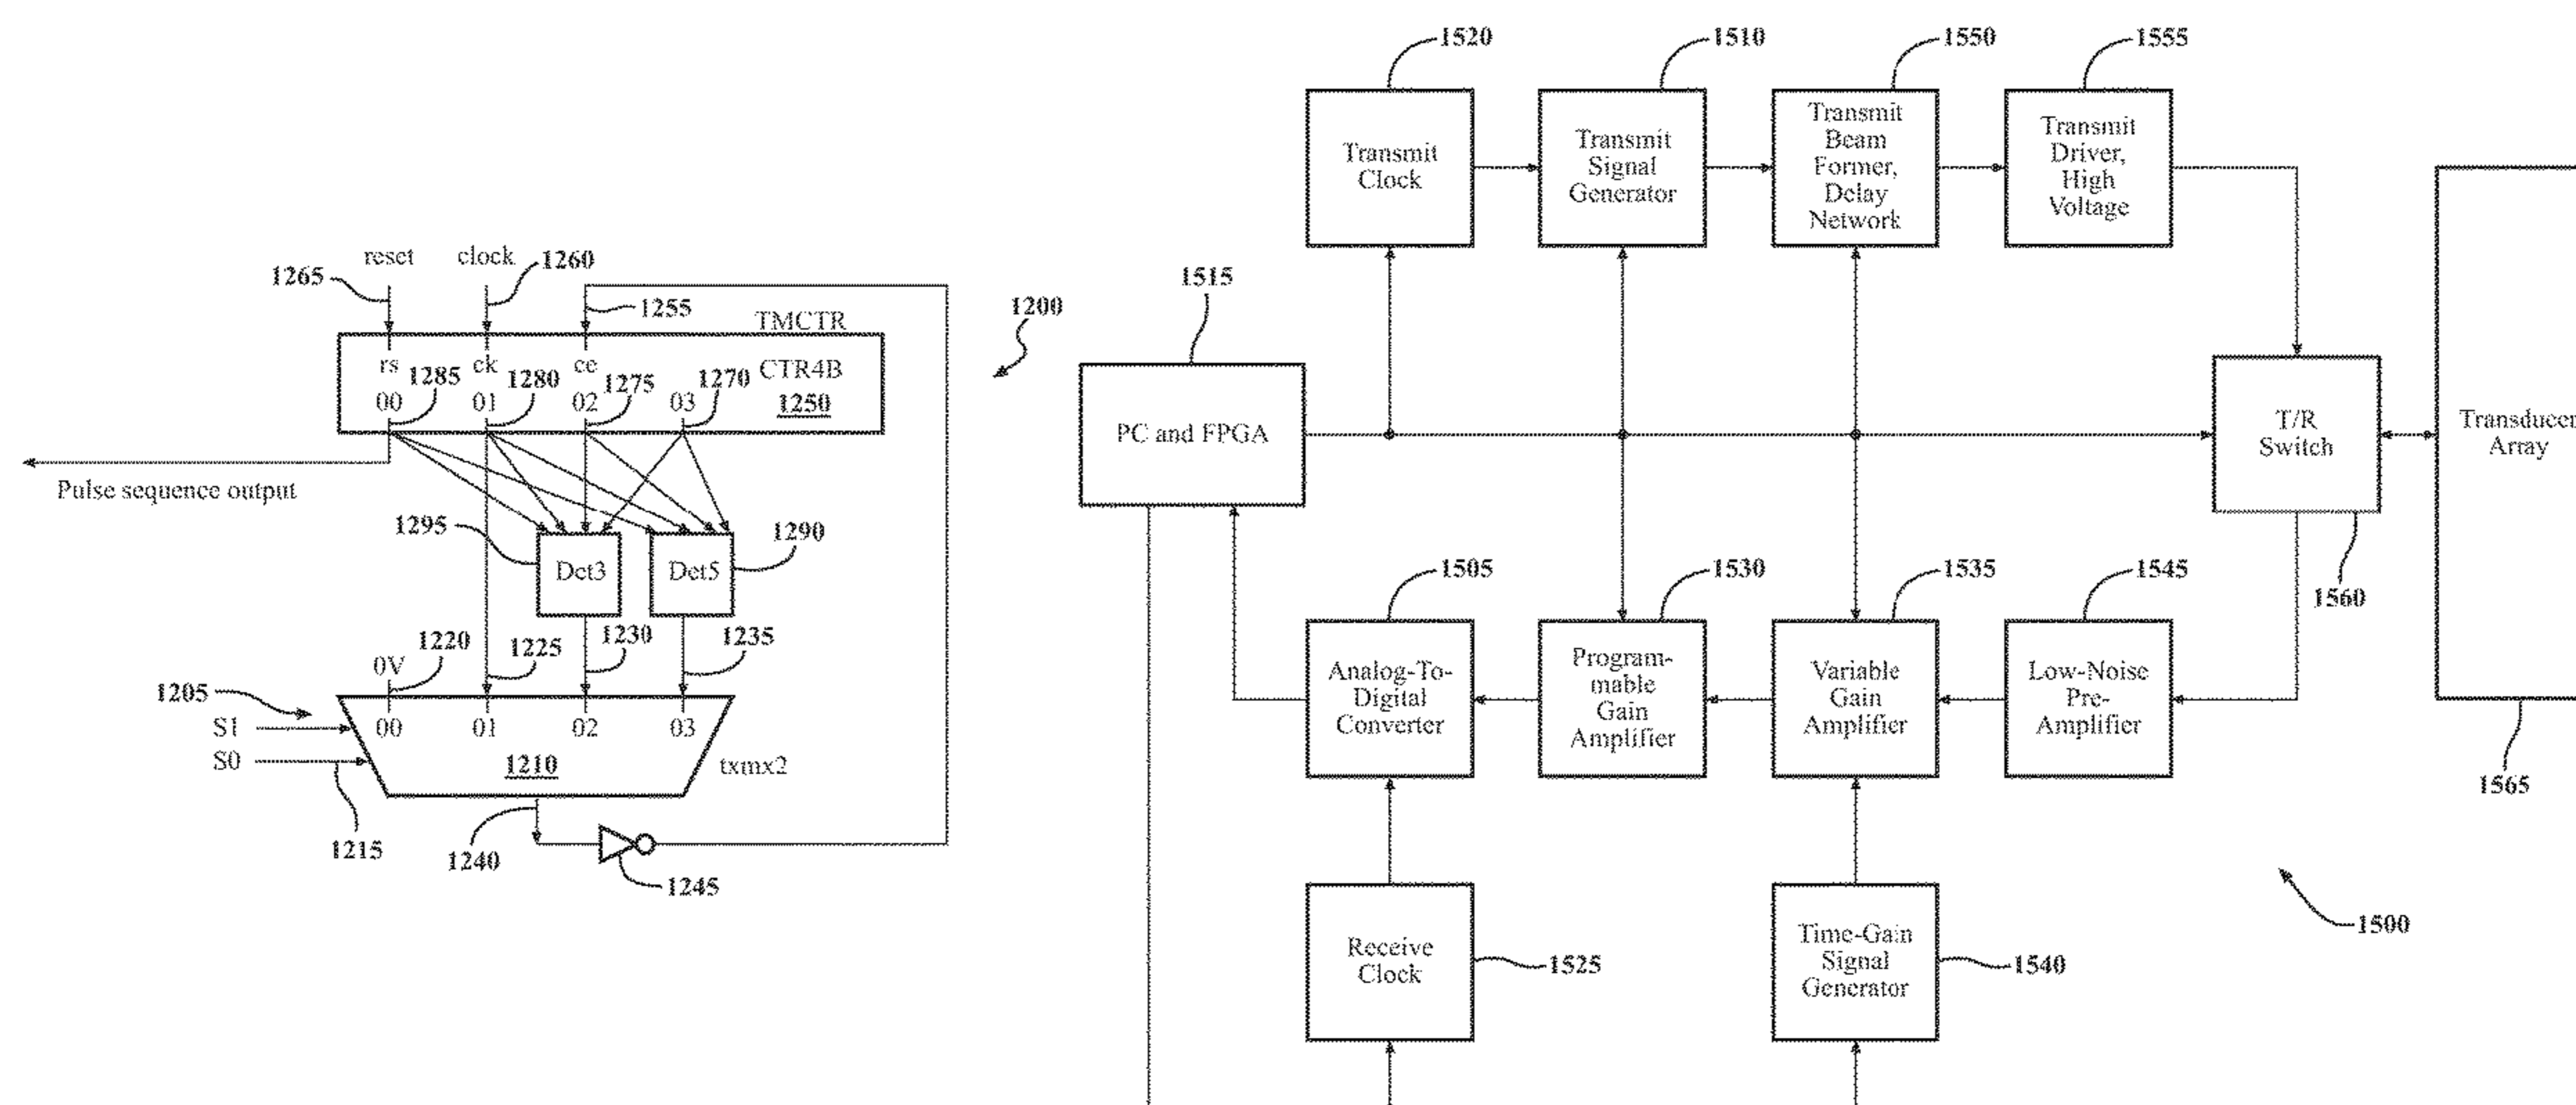 reset
clock
1260
1265
1255
1200
TMCTR
rs
ck
ce
CTR4B
1285
1280
1275
1270
00
01
02
03
1250
Pulse sequence output
1295
1290
Det3
Det5
1220
1225
1230
1235
0V
1205
S1
S0
00
01
02
03
1210
txmx2
1215
1240
1245
1520
1510
1550
1555
Transmit
Clock
Transmit
Signal
Generator
Transmit
Beam
Former,
Delay
Network
Transmit
Driver,
High
Voltage
1515
PC and FPGA
T/R
Switch
Transducer
Array
1505
1530
1535
1545
1560
Analog-To-
Digital
Converter
Program-
mable
Gain
Amplifier
Variable
Gain
Amplifier
Low-Noise
Pre-
Amplifier
1565
Receive
Clock
1525
Time-Gain
Signal
Generator
1540
1500